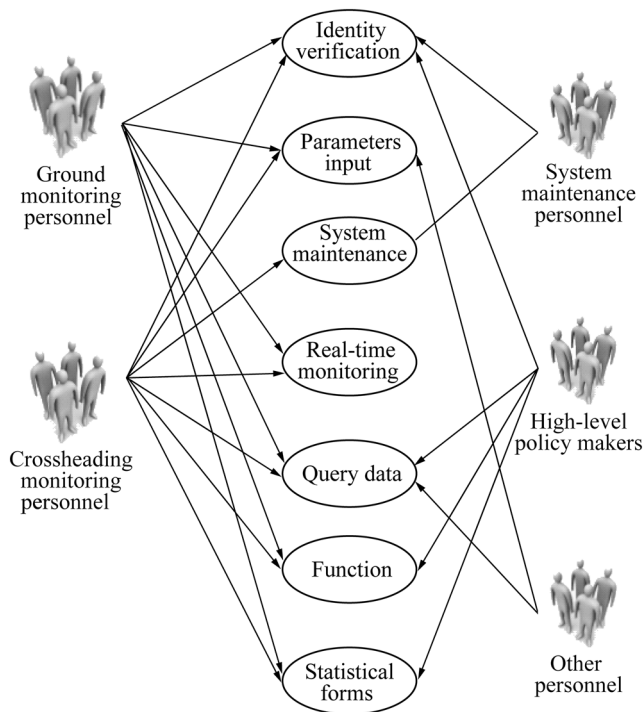 Identity
verification
Ground
monitoring
personnel
Parameters
input
System
maintenance
personnel
System
maintenance
Real-time
monitoring
Crossheading
monitoring
personnel
High-level
policy makers
Query data
Function
Other
personnel
Statistical
forms